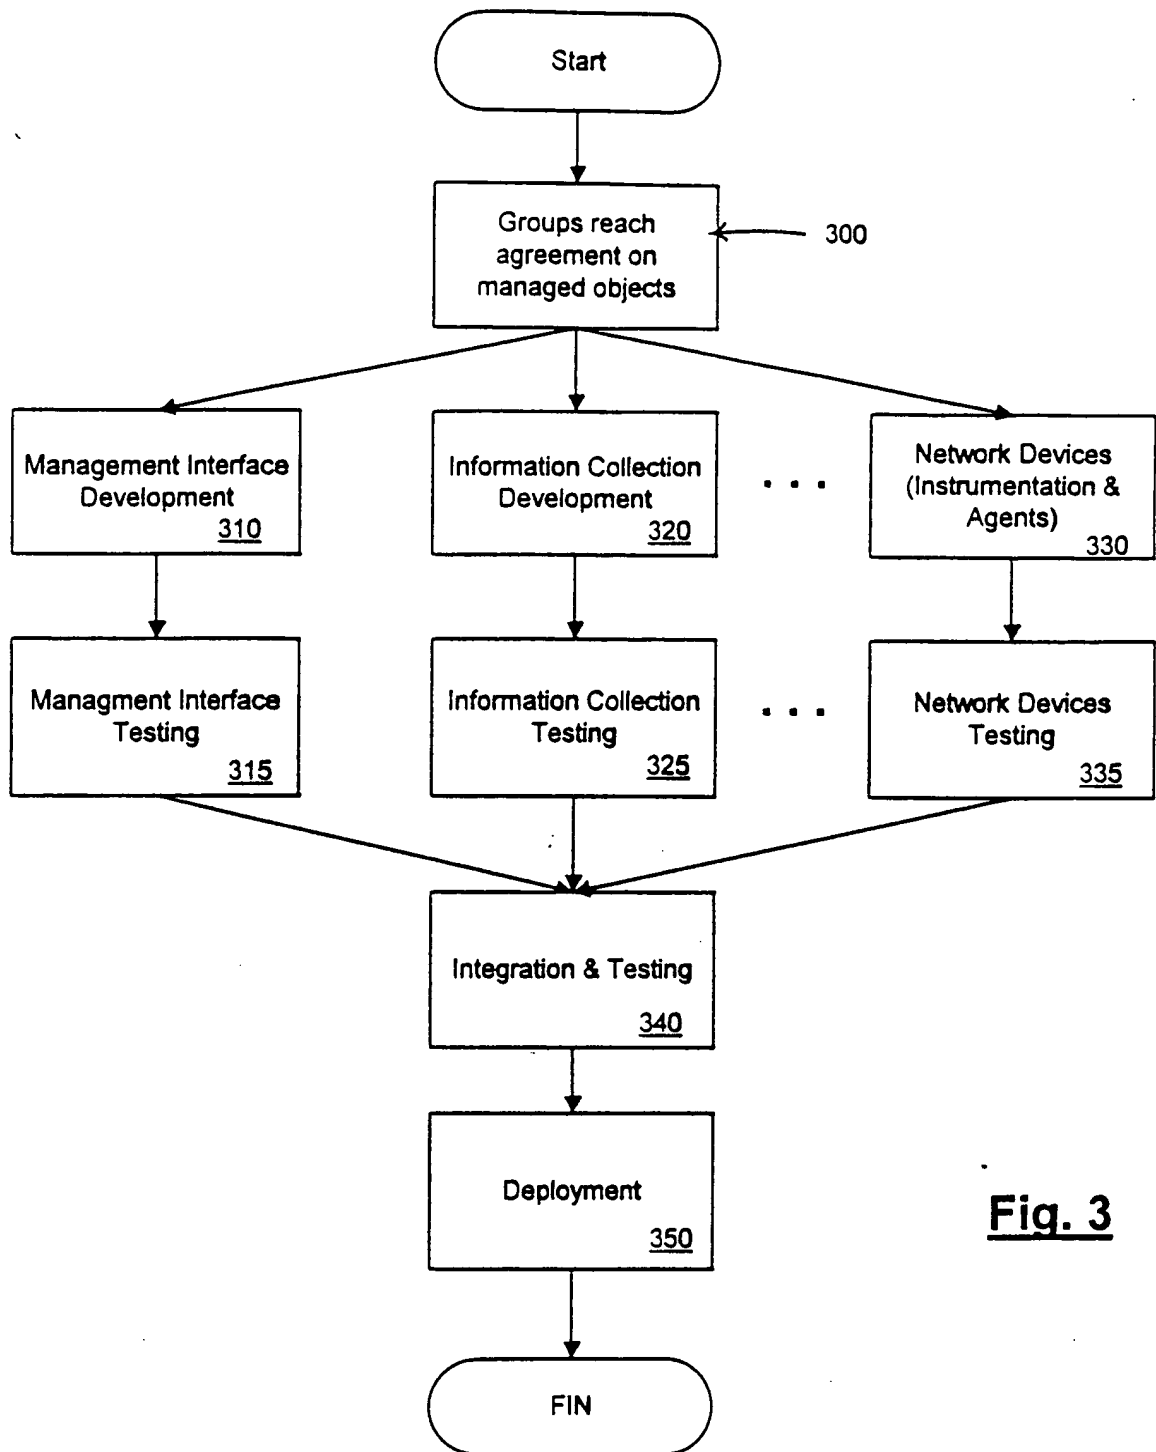 Start
Groups reach
agreement on
managed objects
300
Management Interface
Development
310
Information Collection
Development
320
. . .
Network Devices
(Instrumentation &
Agents)
330
Managment Interface
Testing
315
Information Collection
Testing
325
. . .
Network Devices
Testing
335
Integration & Testing
340
Deployment
350
Fig. 3
FIN